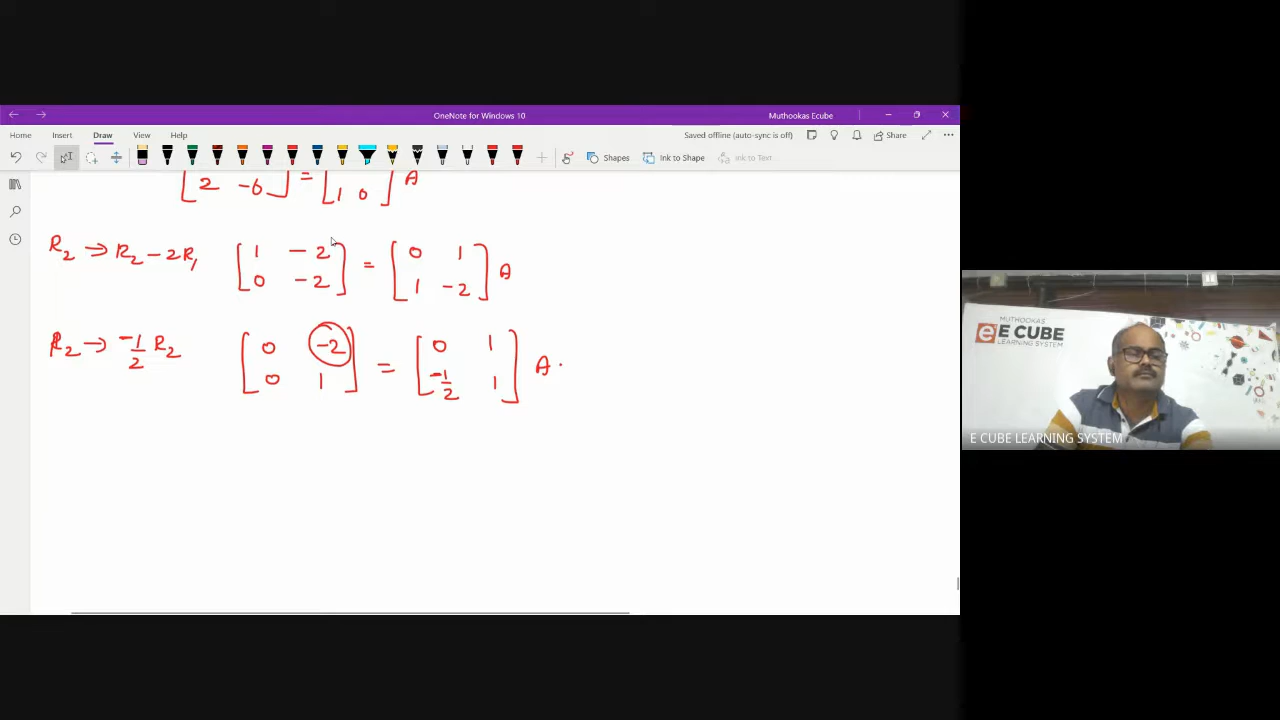 OneNote for Windows 10
Muthookas Ecube
Home Insert Draw View Help
Saved offline (auto-sync is off)
Share
Shapes
Ink to Shape
Ink to Text
[2 -6] = [1 0] A
R₂ → R₂ - 2R₁ [1 -2] = [0 1] A
[0 -2] [1 -2]
R₂ → -1/2 R₂ [0 -2] = [0 1] A.
[0 1] [-1/2 1]
MUTHOOKAS
e E CUBE
LEARNING SYSTEM
E CUBE LEARNING SYSTEM